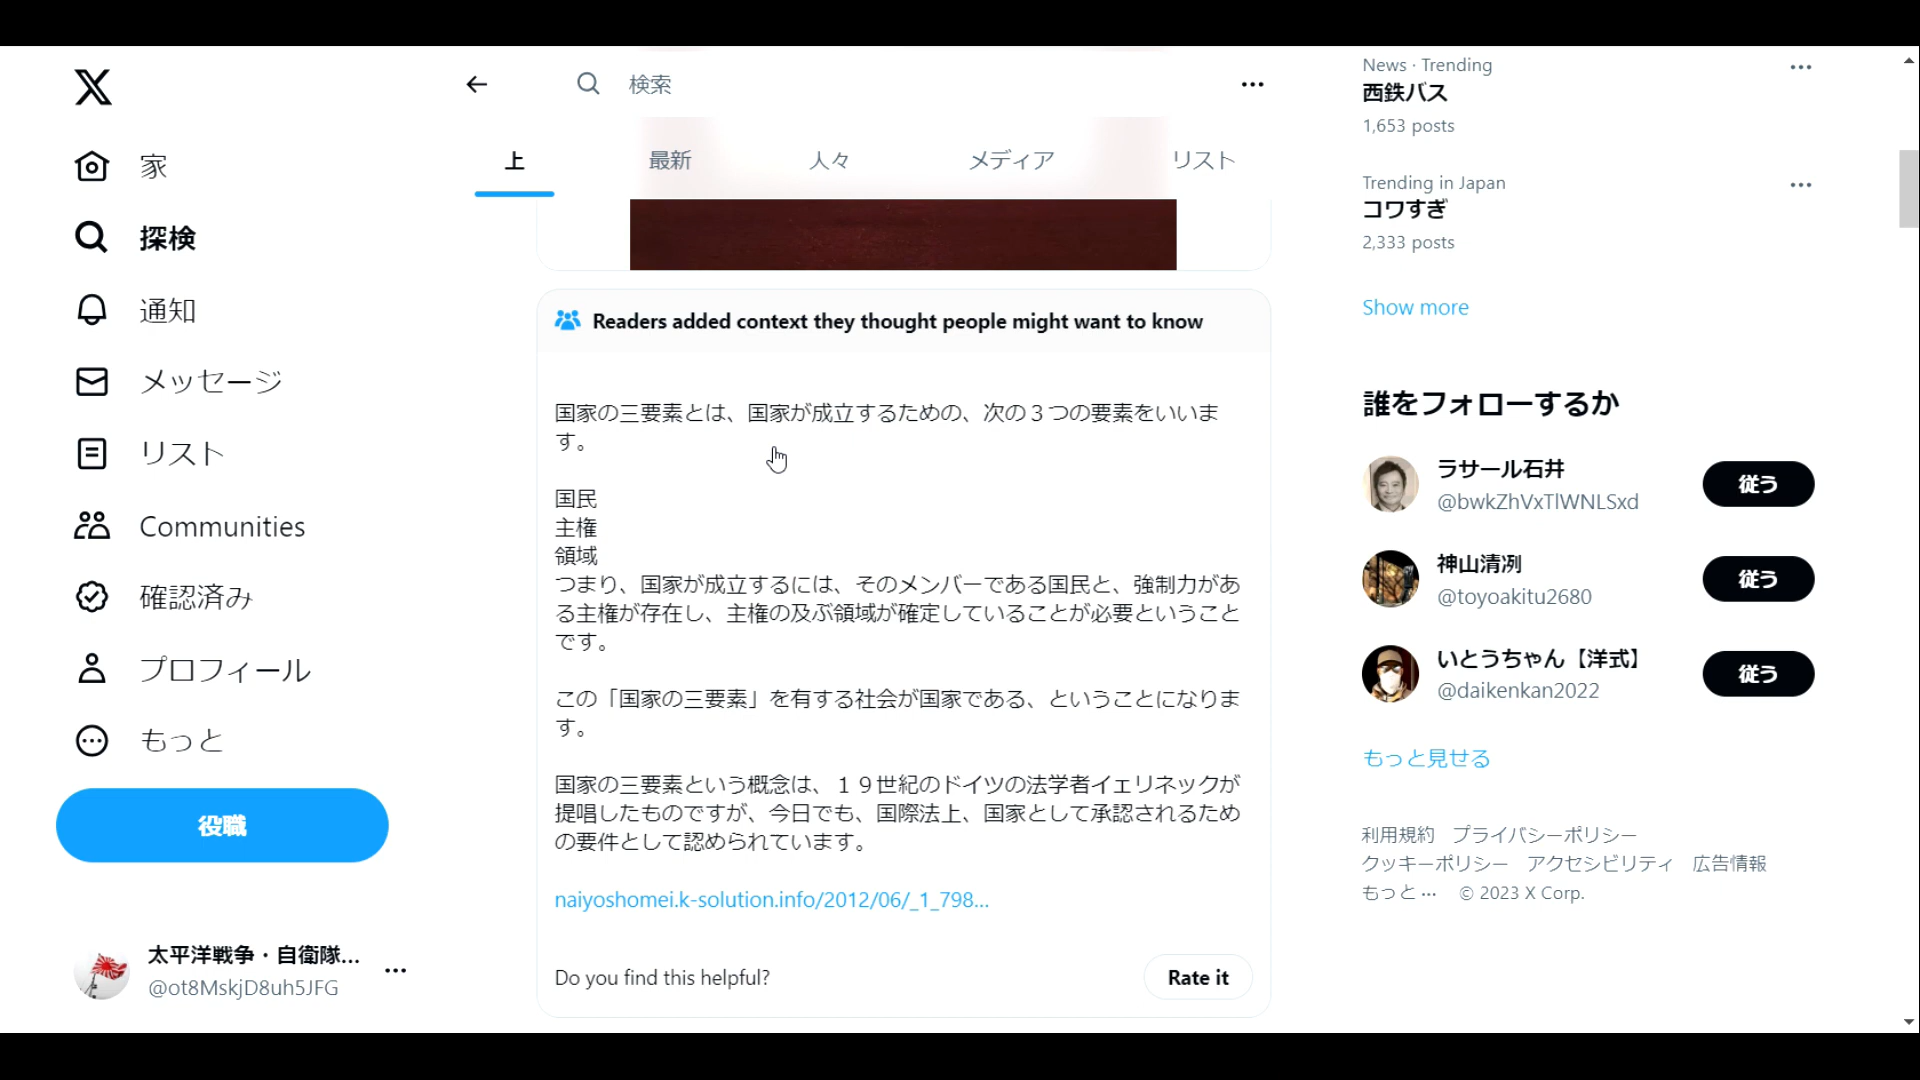 家
探検
通知
メッセージ
リスト
Communities
確認済み
プロフィール
もっと
役職
太平洋戦争・自衛隊...
@ot8MskjD8uh5JFG
検索
上
最新
人々
メディア
リスト
Readers added context they thought people might want to know
国家の三要素とは、国家が成立するための、次の３つの要素をいいま
す。
国民
主権
領域
つまり、国家が成立するには、そのメンバーである国民と、強制力があ
る主権が存在し、主権の及ぶ領域が確定していることが必要ということ
です。
この「国家の三要素」を有する社会が国家である、ということになりま
す。
国家の三要素という概念は、１９世紀のドイツの法学者イェリネックが
提唱したものですが、今日でも、国際法上、国家として承認されるため
の要件として認められています。
naiyoshomei.k-solution.info/2012/06/_1_798...
Do you find this helpful?
Rate it
News · Trending
西鉄バス
1,653 posts
Trending in Japan
コワすぎ
2,333 posts
Show more
誰をフォローするか
ラサール石井
@bwkZhVxTlWNLSxd
従う
神山清冽
@toyoakitu2680
従う
いとうちゃん【洋式】
@daikenkan2022
従う
もっと見せる
利用規約 プライバシーポリシー
クッキーポリシー アクセシビリティ 広告情報
もっと ... © 2023 X Corp.